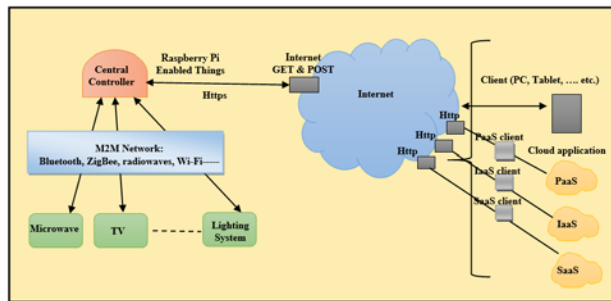 Central
Controller
Raspberry Pi
Enabled Things
Https
Internet
GET & POST
Internet
Client (PC, Tablet, .... etc.)
Http
Http
Http
PaaS client
IaaS client
SaaS client
Cloud application
PaaS
IaaS
SaaS
M2M Network:
Bluetooth, ZigBee, radiowaves, Wi-Fi-----
Microwave
TV
Lighting
System